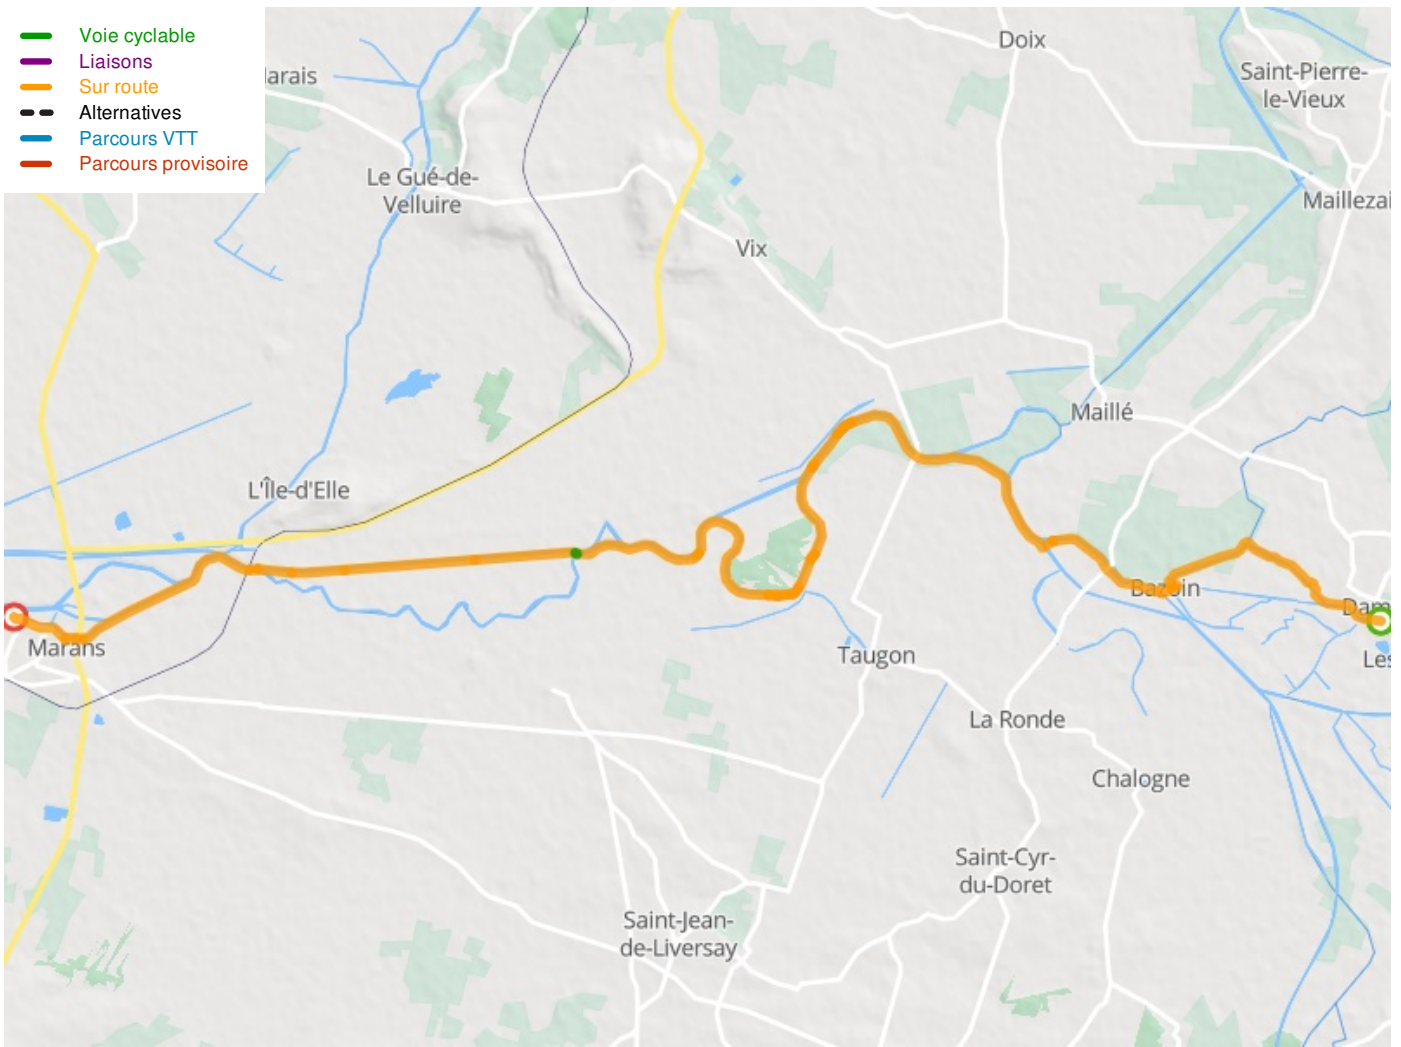 Voie cyclable
Liaisons
Sur route
Alternatives
Parcours VTT
Parcours provisoire
Doix
Saint-Pierre-
le-Vieux
Le Gué-de-
Velluire
Vix
Maillé
L'Île-d'Elle
Bazoin
Marans
Taugon
La Ronde
Chalogne
Saint-Cyr-
du-Doret
Saint-Jean-
de-Liversay